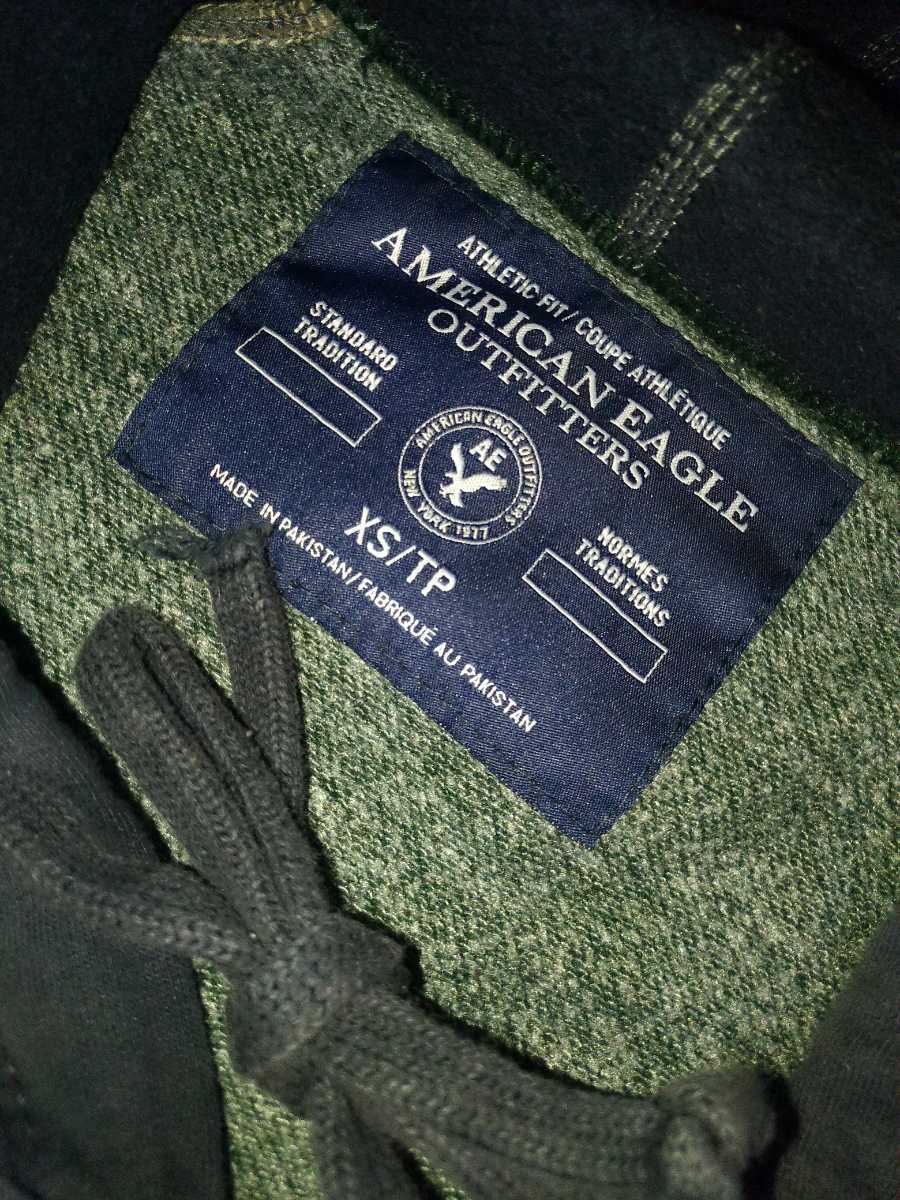 ATHLETIC FIT / COUPE ATHLÉTIQUE
AMERICAN EAGLE
OUTFITTERS
STANDARD
TRADITION
AMERICAN EAGLE OUTFITTERS
AE
NEW YORK 1977
NORMES
TRADITIONS
XS/TP
MADE IN PAKISTAN / FABRIQUÉ AU PAKISTAN